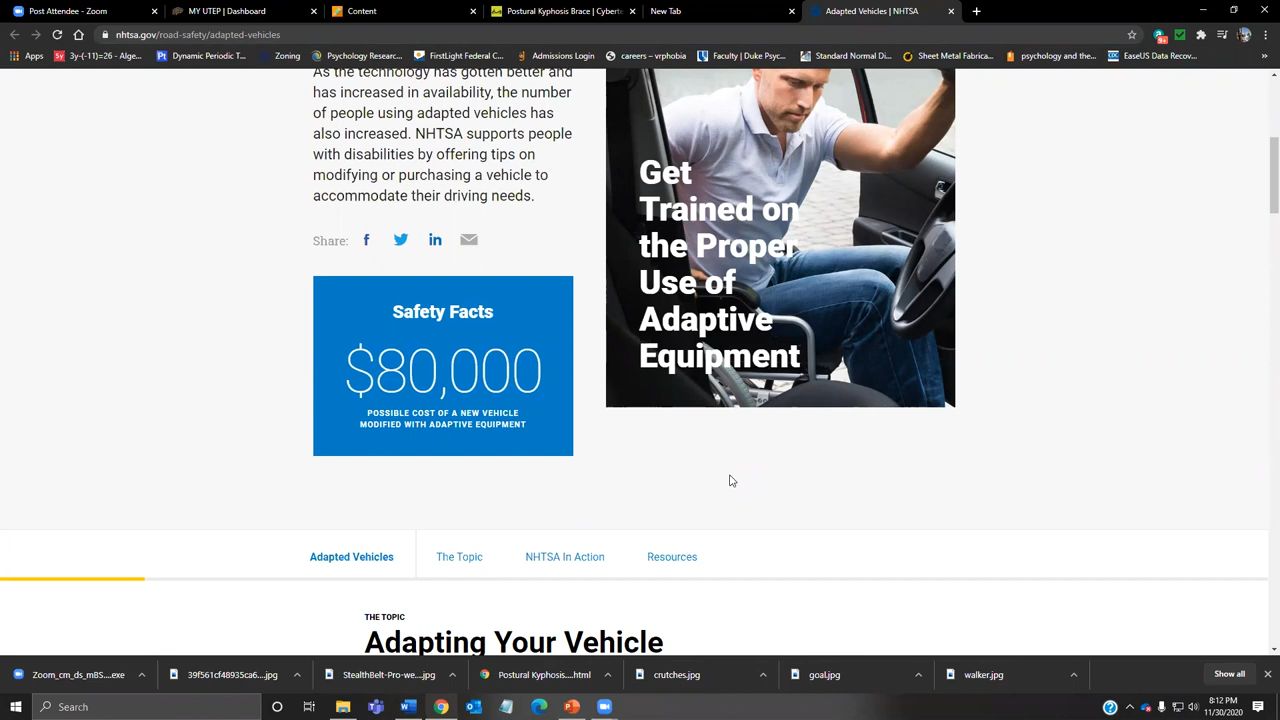 Post Attendee - Zoom
MY UTEP | Dashboard
Content
Postural Kyphosis Brace | Cybert
New Tab
Adapted Vehicles | NHTSA
nhtsa.gov/road-safety/adapted-vehicles
9+
Apps
3y-(-11)=26 - Alge...
Dynamic Periodic T...
Zoning
Psychology Researc...
FirstLight Federal C...
Admissions Login
careers – vrphobia
Faculty | Duke Psyc...
Standard Normal Di...
Sheet Metal Fabrica...
psychology and the...
EaseUS Data Recov...
As the technology has gotten better and
has increased in availability, the number
of people using adapted vehicles has
also increased. NHTSA supports people
with disabilities by offering tips on
modifying or purchasing a vehicle to
accommodate their driving needs.
Share:
Get
Trained on
the Proper
Use of
Adaptive
Equipment
Safety Facts
$80,000
POSSIBLE COST OF A NEW VEHICLE
MODIFIED WITH ADAPTIVE EQUIPMENT
Adapted Vehicles
The Topic
NHTSA In Action
Resources
THE TOPIC
Adapting Your Vehicle
Zoom_cm_ds_mBS....exe
39f561cf48935ca6....jpg
StealthBelt-Pro-we....jpg
Postural Kyphosis....html
crutches.jpg
goal.jpg
walker.jpg
Show all
Search
8:12 PM
11/30/2020